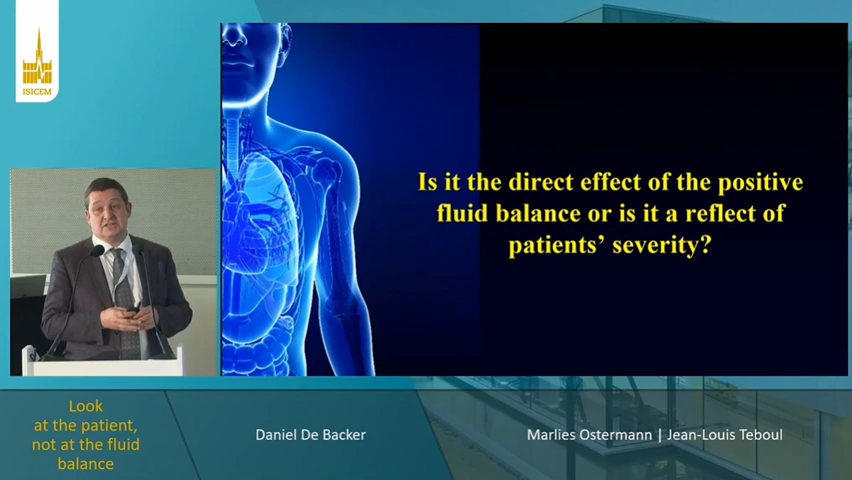 ISICEM
Is it the direct effect of the positive
fluid balance or is it a reflect of
patients' severity?
Look
at the patient,
not at the fluid
balance
Daniel De Backer
Marlies Ostermann | Jean-Louis Teboul